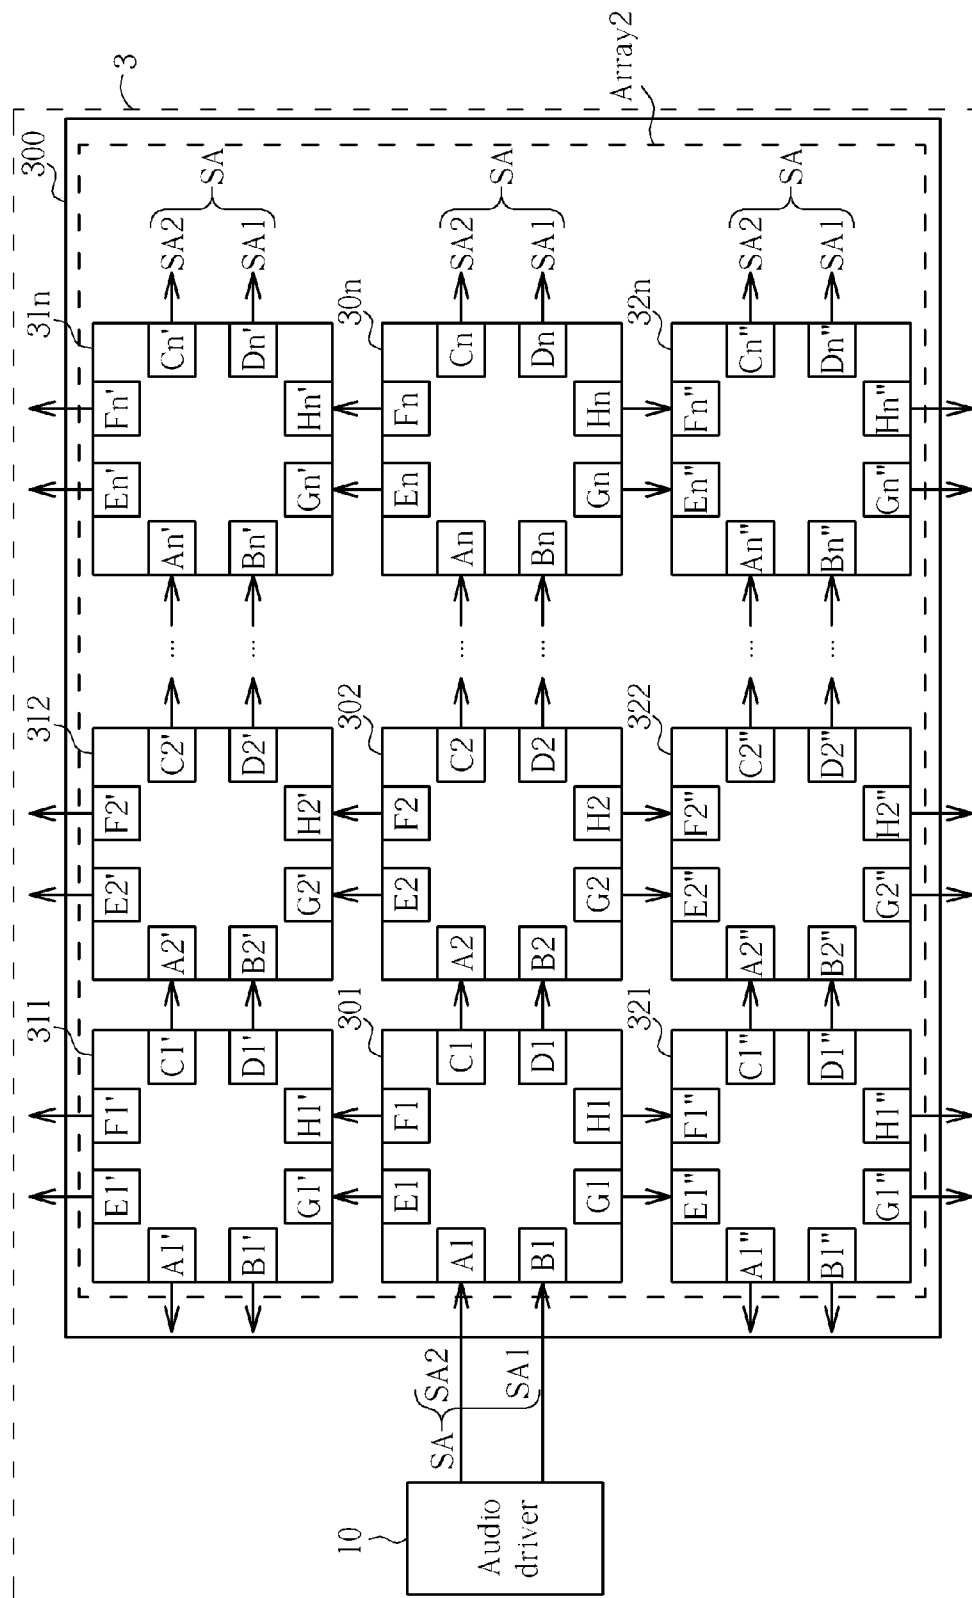 3
300
Array2
31n
En'
Fn'
An'
Cn'
SA2
SA
Bn'
Dn'
SA1
Gn'
Hn'
30n
En
Fn
An
Cn
SA2
SA
Bn
Dn
SA1
Gn
Hn
32n
En"
Fn"
An"
Cn"
SA2
SA
Bn"
Dn"
SA1
Gn"
Hn"
...
...
...
...
...
...
312
E2'
F2'
A2'
C2'
B2'
D2'
G2'
H2'
302
E2
F2
A2
C2
B2
D2
G2
H2
322
E2"
F2"
A2"
C2"
B2"
D2"
G2"
H2"
311
E1'
F1'
A1'
C1'
B1'
D1'
G1'
H1'
301
E1
F1
A1
C1
B1
D1
G1
H1
321
E1"
F1"
A1"
C1"
B1"
D1"
G1"
H1"
SA
SA2
SA1
10
Audio
driver